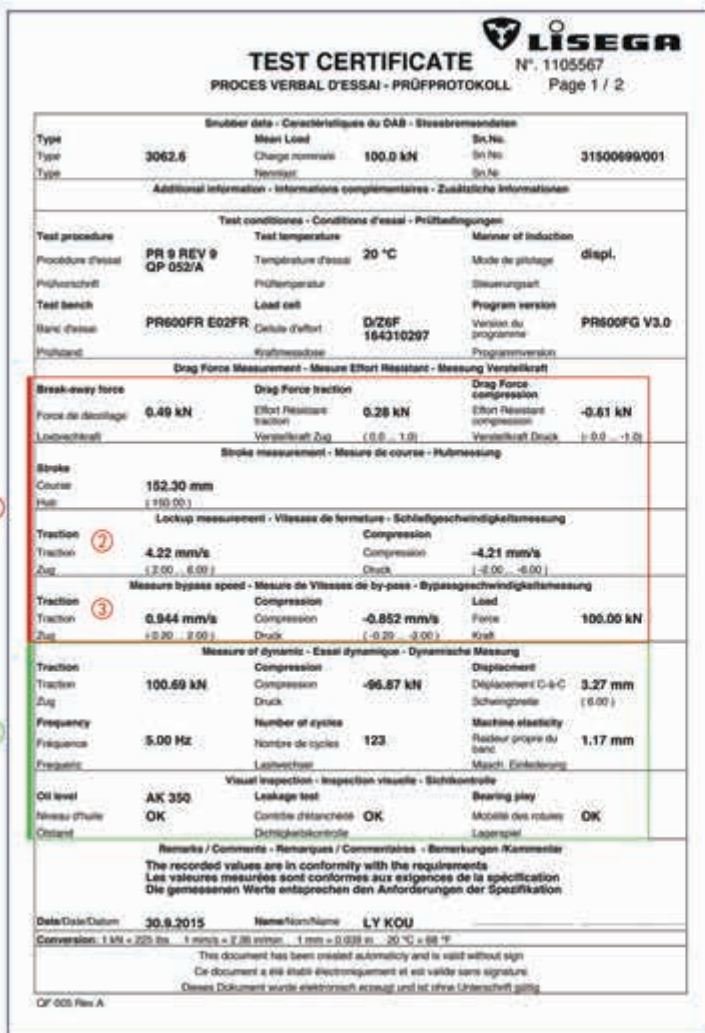 LISEGA
TEST CERTIFICATE N°. 1105567
PROCES VERBAL D'ESSAI - PRÜFPROTOKOLL Page 1 / 2
Snubber data - Caractéristiques du DAB - Stossbremsendaten
Type Mean Load Sn.No.
Type 3062.6 Charge nominale 100.0 kN Sn No 31500699/001
Type Nennlast Sn.Nr
Additional information - Informations complémentaires - Zusätzliche Informationen
Test conditiones - Conditions d'essai - Prüfbedingungen
Test procedure Test temperature Manner of induction
Procédure d'essai PR 9 REV 9 QP 052/A Température d'essai 20 °C Mode de pilotage displ.
Prüfvorschrift Prüftemperatur Steuerungsart
Test bench Load cell Program version
Banc d'essai PR600FR E02FR Cellule d'effort D/Z6F 164310297 Version du programme PR600FG V3.0
Prüfstand Kraftmessdose Programmversion
Drag Force Measurement - Mesure Effort Résistant - Messung Verstellkraft
Break-away force Drag Force traction Drag Force compression
Force de décollage 0.49 kN Effort Résistant traction 0.28 kN Effort Résistant compression -0.61 kN
Losbrechkraft Verstellkraft Zug ( 0.0 .. 1.0) Verstellkraft Druck (- 0.0 .. -1.0)
Stroke measurement - Mesure de course - Hubmessung
Stroke
Course 152.30 mm
Hub ( 150.00 )
Lockup measurement - Vitesse de fermeture - Schließgeschwindigkeitsmessung
Traction ② Compression
Traction 4.22 mm/s Compression -4.21 mm/s
Zug ( 2.00 .. 6.00 ) Druck ( -2.00 .. -6.00 )
Measure bypass speed - Mesure de Vitesses de by-pass - Bypassgeschwindigkeitsmessung
Traction ③ Compression Load
Traction 0.944 mm/s Compression -0.852 mm/s Force 100.00 kN
Zug ( 0.20 .. 2.00 ) Druck ( -0.20 .. -2.00 ) Kraft
Measure of dynamic - Essai dynamique - Dynamische Messung
Traction Compression Displacment
Traction 100.69 kN Compression -96.87 kN Déplacement C-à-C 3.27 mm
Zug Druck Schwingbreite ( 6.00 )
Frequency Number of cycles Machine elasticity
Fréquence 5.00 Hz Nombre de cycles 123 Raideur propre du banc 1.17 mm
Frequenz Lastwechsel Masch. Einfederung
Visual inspection - Inspection visuelle - Sichtkontrolle
Oil level AK 350 Leakage test Bearing play
Niveau d'huile OK Contrôle d'étanchéité OK Mobilité des rotules OK
Ölstand Dichtigkeitskontrolle Lagerspiel
Remarks / Comments - Remarques / Commentaires - Bemerkungen /Kommentar
The recorded values are in conformity with the requirements
Les valeures mesurées sont conformes aux exigences de la spécification
Die gemessenen Werte entsprechen den Anforderungen der Spezifikation
Date/Date/Datum 30.9.2015 Name/Nom/Name LY KOU
Conversion: 1 kN = 225 lbs 1 mm/s = 2.36 in/min 1 mm = 0.039 in 20 °C = 68 °F
This document has been created automaticly and is valid without sign
Ce document a été établi électroniquement et est valide sans signature
Dieses Dokument wurde elektronisch erzeugt und ist ohne Unterschrift gültig
QF 005 Rev A